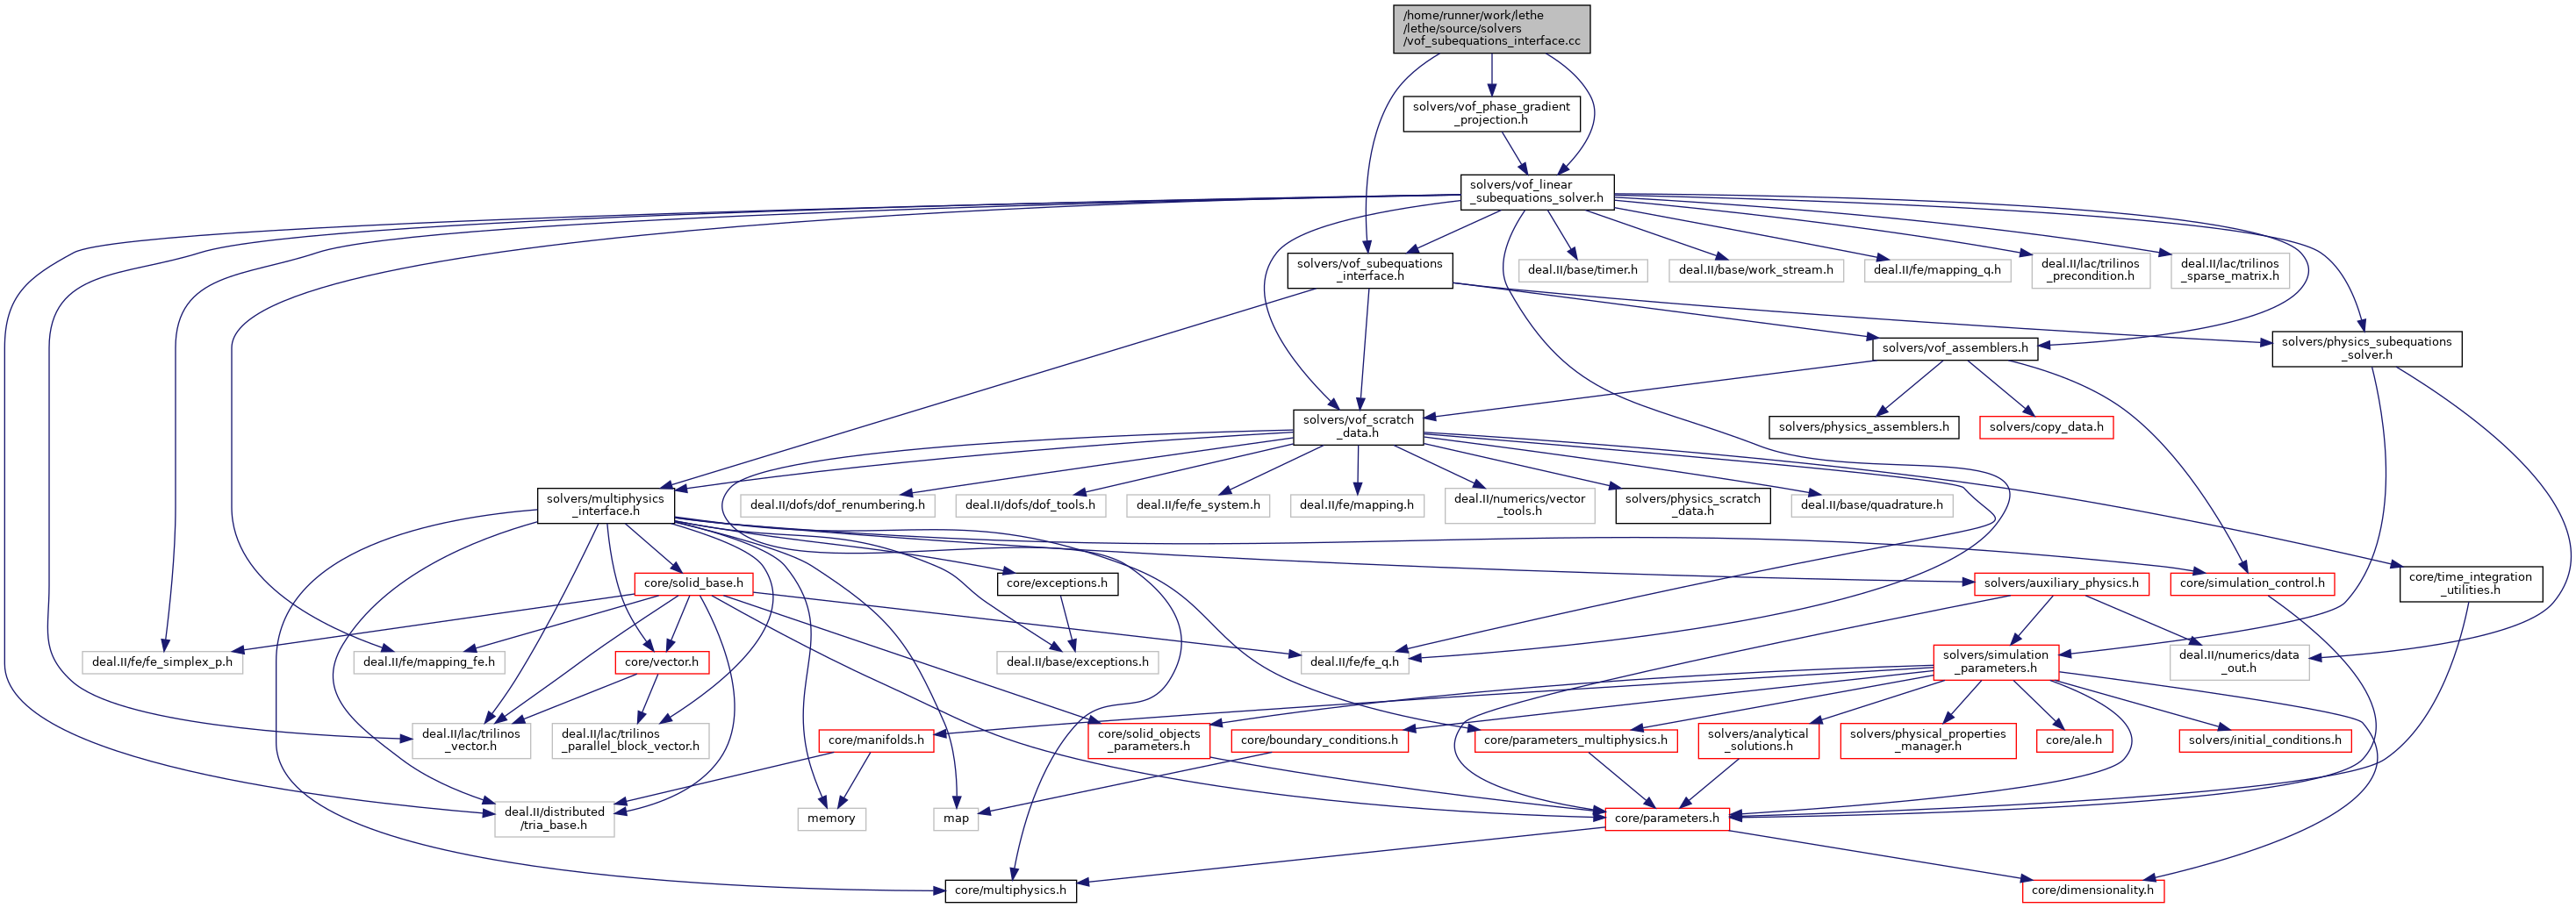 /home/runner/work/lethe
/lethe/source/solvers
/vof_subequations_interface.cc
solvers/vof_phase_gradient
_projection.h
solvers/vof_linear
_subequations_solver.h
solvers/vof_subequations
_interface.h
deal.II/base/timer.h
deal.II/base/work_stream.h
deal.II/fe/mapping_q.h
deal.II/lac/trilinos
_precondition.h
deal.II/lac/trilinos
_sparse_matrix.h
solvers/vof_assemblers.h
solvers/physics_subequations
_solver.h
solvers/vof_scratch
_data.h
solvers/physics_assemblers.h
solvers/copy_data.h
solvers/multiphysics
_interface.h
deal.II/dofs/dof_renumbering.h
deal.II/dofs/dof_tools.h
deal.II/fe/fe_system.h
deal.II/fe/mapping.h
deal.II/numerics/vector
_tools.h
solvers/physics_scratch
_data.h
deal.II/base/quadrature.h
core/solid_base.h
core/exceptions.h
solvers/auxiliary_physics.h
core/simulation_control.h
core/time_integration
_utilities.h
deal.II/fe/fe_simplex_p.h
deal.II/fe/mapping_fe.h
core/vector.h
deal.II/base/exceptions.h
deal.II/fe/fe_q.h
solvers/simulation
_parameters.h
deal.II/numerics/data
_out.h
deal.II/lac/trilinos
_vector.h
deal.II/lac/trilinos
_parallel_block_vector.h
core/manifolds.h
core/solid_objects
_parameters.h
core/boundary_conditions.h
core/parameters_multiphysics.h
solvers/analytical
_solutions.h
solvers/physical_properties
_manager.h
core/ale.h
solvers/initial_conditions.h
deal.II/distributed
/tria_base.h
memory
map
core/parameters.h
core/multiphysics.h
core/dimensionality.h